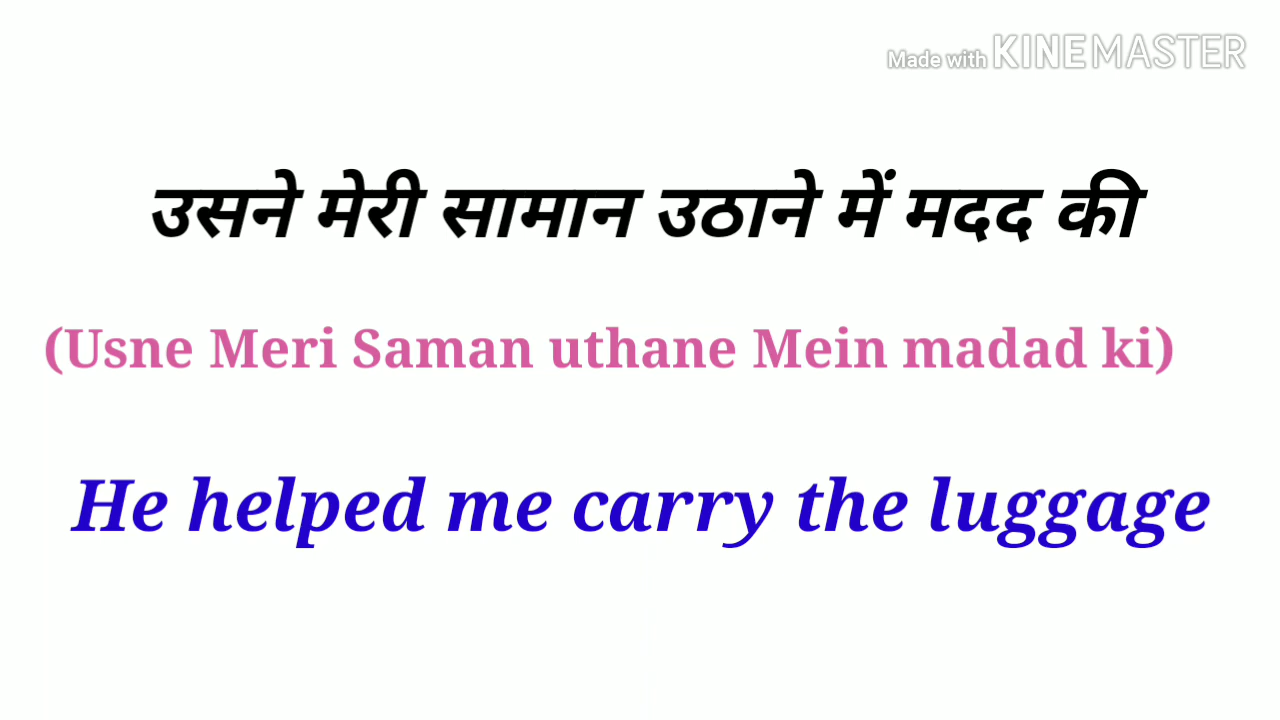 Made with KINEMASTER
उसने मेरी सामान उठाने में मदद की
(Usne Meri Saman uthane Mein madad ki)
He helped me carry the luggage